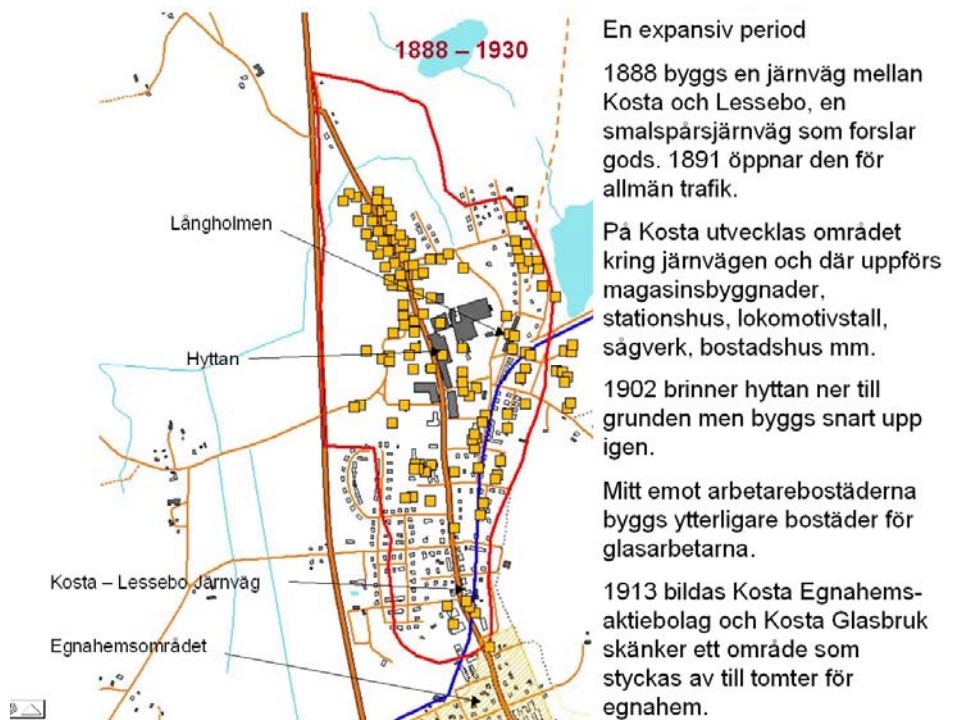 1888 – 1930
Långholmen
Hyttan
Kosta – Lessebo Järnväg
Egnahemsområdet
En expansiv period
1888 byggs en järnväg mellan
Kosta och Lessebo, en
smalspårsjärnväg som forslar
gods. 1891 öppnar den för
allmän trafik.
På Kosta utvecklas området
kring järnvägen och där uppförs
magasinsbyggnader,
stationshus, lokomotivstall,
sågverk, bostadshus mm.
1902 brinner hyttan ner till
grunden men byggs snart upp
igen.
Mitt emot arbetarebostäderna
byggs ytterligare bostäder för
glasarbetarna.
1913 bildas Kosta Egnahems-
aktiebolag och Kosta Glasbruk
skänker ett område som
styckas av till tomter för
egnahem.